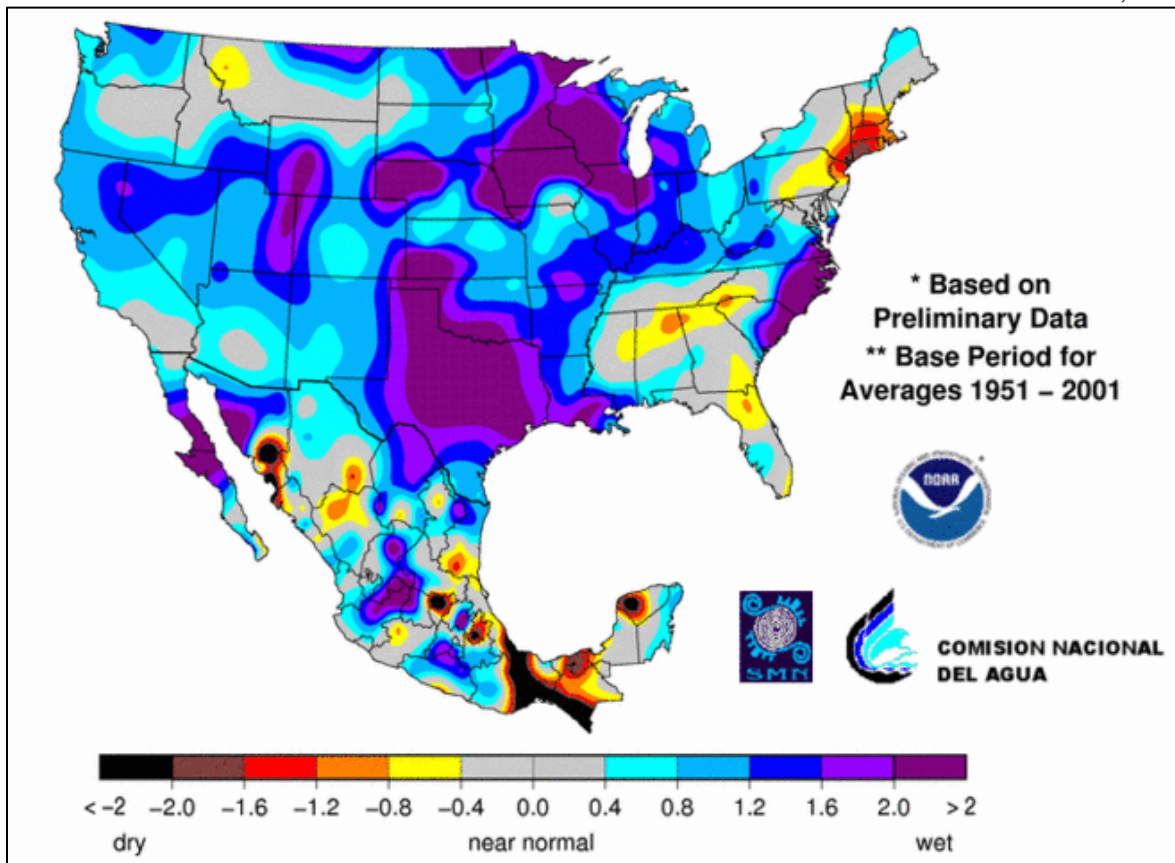 * Based on
Preliminary Data
** Base Period for
Averages 1951 – 2001
NOAA
SMN
COMISION NACIONAL
DEL AGUA
< −2 −2.0 −1.6 −1.2 −0.8 −0.4 0.0 0.4 0.8 1.2 1.6 2.0 > 2
dry near normal wet